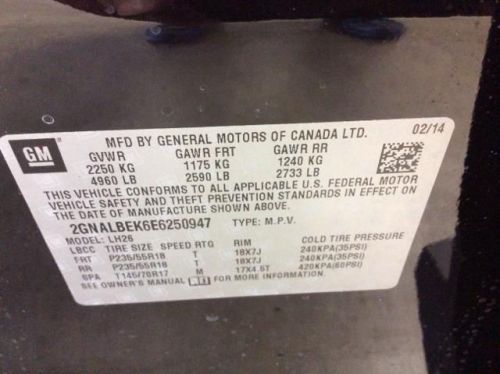 GM
MFD BY GENERAL MOTORS OF CANADA LTD. 02/14
GVWR GAWR FRT GAWR RR
2250 KG 1175 KG 1240 KG
4960 LB 2590 LB 2733 LB
THIS VEHICLE CONFORMS TO ALL APPLICABLE U.S. FEDERAL MOTOR
VEHICLE SAFETY AND THEFT PREVENTION STANDARDS IN EFFECT ON
THE DATE OF MANUFACTURE SHOWN ABOVE.
2GNALBEK6E6250947 TYPE: M.P.V.
MODEL: LH26
LBCC TIRE SIZE SPEED RTG RIM COLD TIRE PRESSURE
FRT P235/55R18 T 18X7J 240KPA(35PSI)
RR P235/55R18 T 18X7J 240KPA(35PSI)
SPA T145/70R17 M 17X4.5T 420KPA(60PSI)
SEE OWNER'S MANUAL FOR MORE INFORMATION.